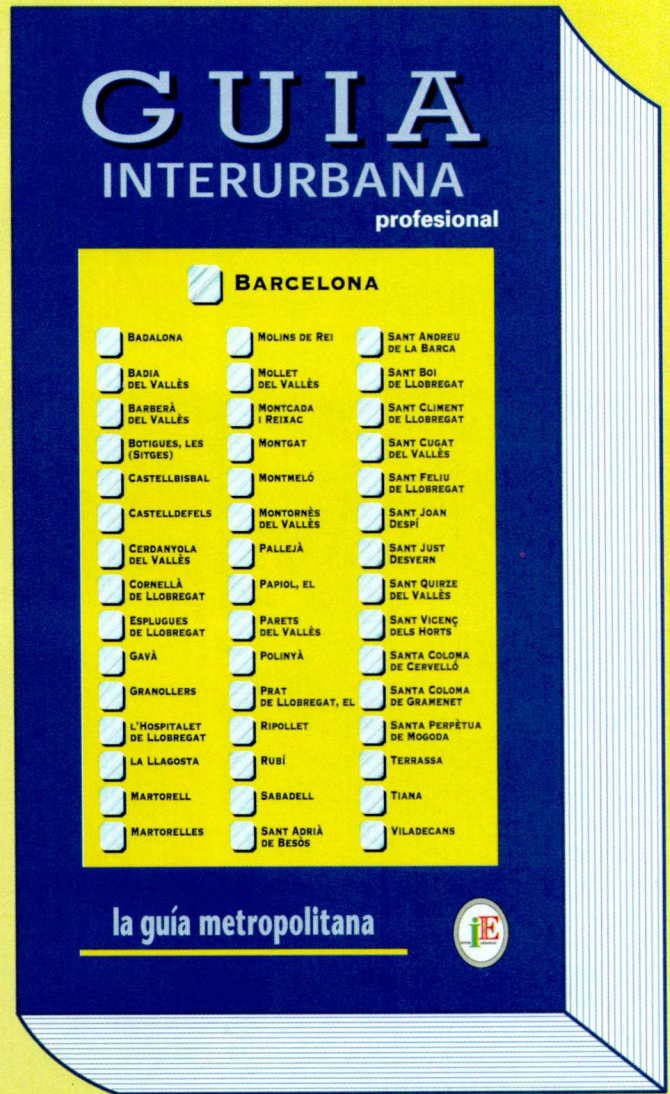 GUIA
INTERURBANA
profesional
BARCELONA
BADALONA
BADIA
DEL VALLÈS
BARBERÀ
DEL VALLÈS
BOTIGUES, LES
(SITGES)
CASTELLBISBAL
CASTELLDEFELS
CERDANYOLA
DEL VALLÈS
CORNELLÀ
DE LLOBREGAT
ESPLUGUES
DE LLOBREGAT
GAVÀ
GRANOLLERS
L'HOSPITALET
DE LLOBREGAT
LA LLAGOSTA
MARTORELL
MARTORELLES
MOLINS DE REI
MOLLET
DEL VALLÈS
MONTCADA
I REIXAC
MONTGAT
MONTMELÓ
MONTORNÈS
DEL VALLÈS
PALLEJÀ
PAPIOL, EL
PARETS
DEL VALLÈS
POLINYÀ
PRAT
DE LLOBREGAT, EL
RIPOLLET
RUBÍ
SABADELL
SANT ADRIÀ
DE BESÒS
SANT ANDREU
DE LA BARCA
SANT BOI
DE LLOBREGAT
SANT CLIMENT
DE LLOBREGAT
SANT CUGAT
DEL VALLÈS
SANT FELIU
DE LLOBREGAT
SANT JOAN
DESPÍ
SANT JUST
DESVERN
SANT QUIRZE
DEL VALLÈS
SANT VICENÇ
DELS HORTS
SANTA COLOMA
DE CERVELLÓ
SANTA COLOMA
DE GRAMENET
SANTA PERPÈTUA
DE MOGODA
TERRASSA
TIANA
VILADECANS
la guía metropolitana
iE